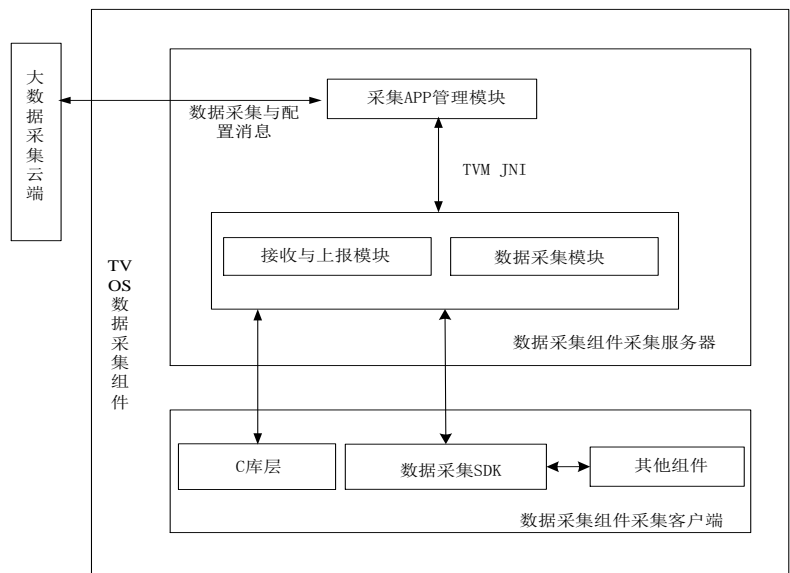 大
数
据
采
集
云
端
采集APP管理模块
数据采集与配
置消息
TVM JNI
接收与上报模块
数据采集模块
TV
OS
数
据
采
集
组
件
数据采集组件采集服务器
C库层
数据采集SDK
其他组件
数据采集组件采集客户端